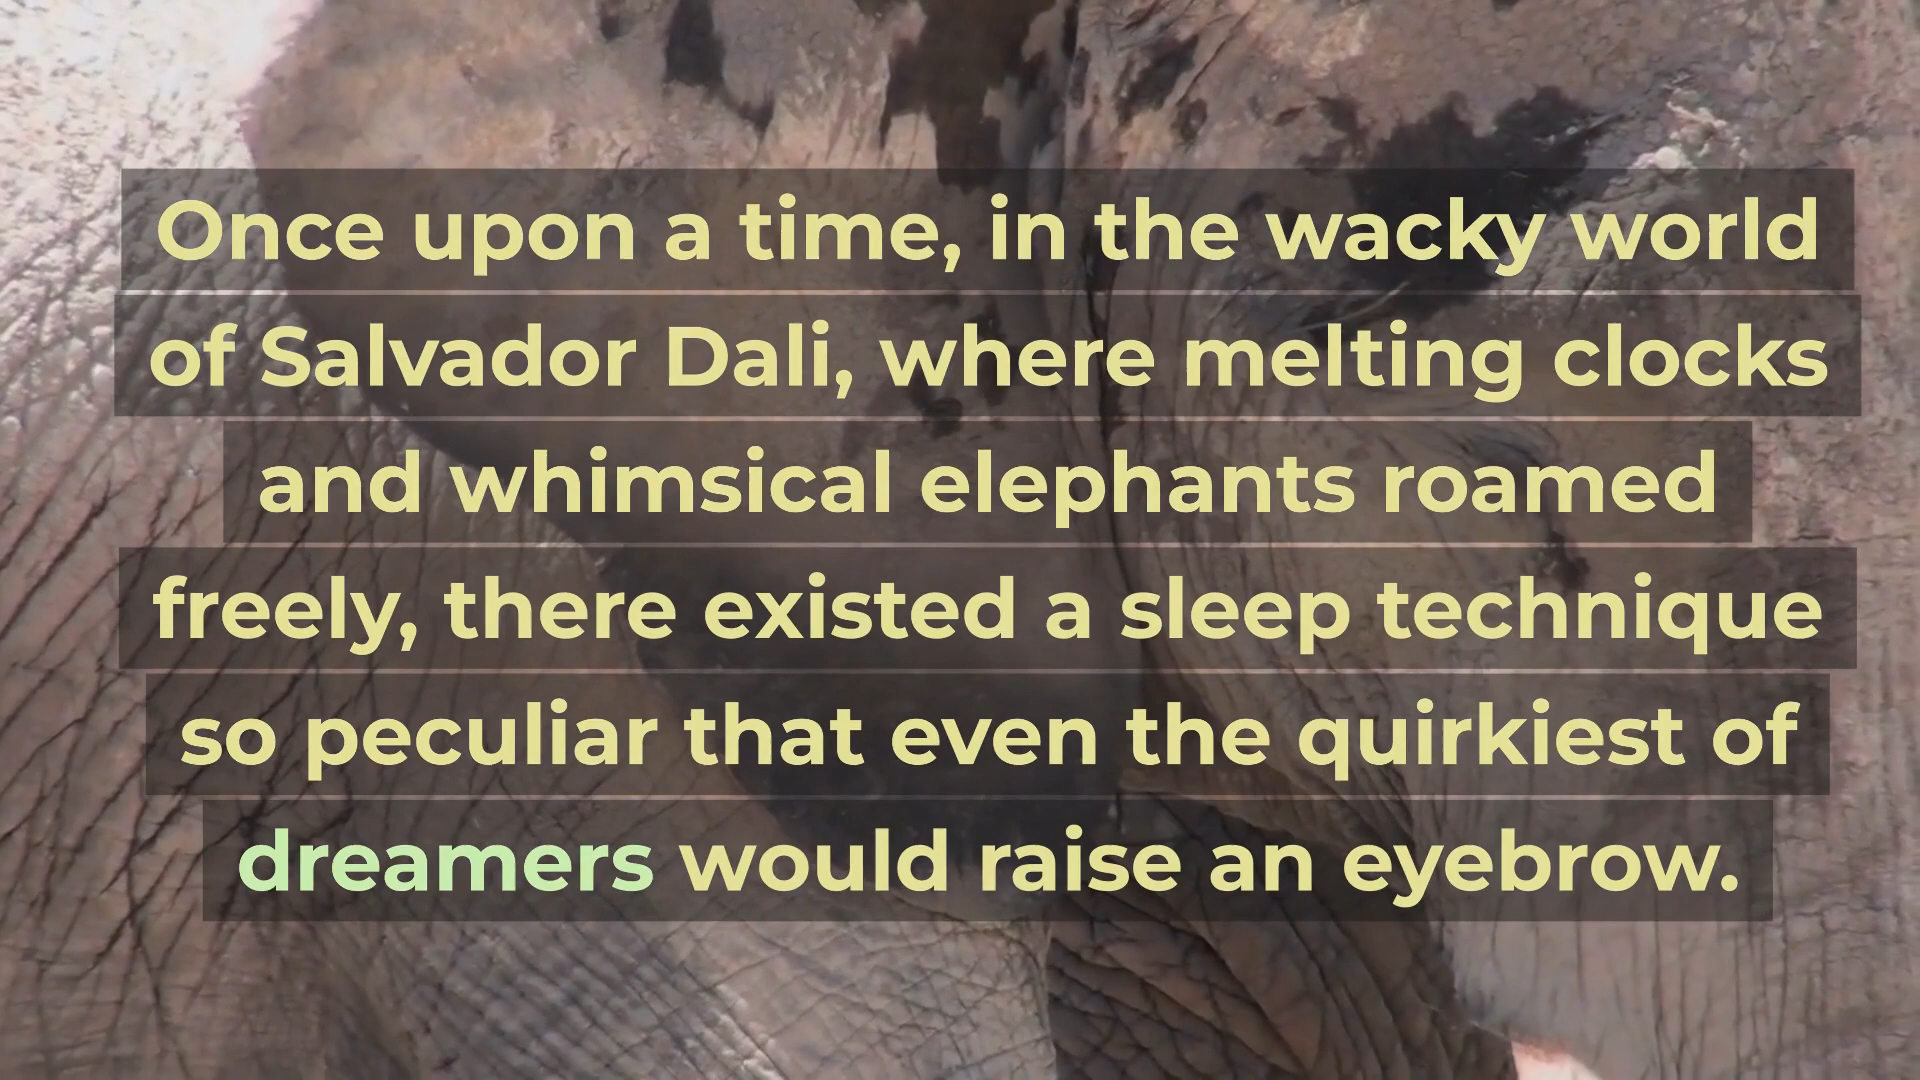 Once upon a time, in the wacky world
of Salvador Dali, where melting clocks
and whimsical elephants roamed
freely, there existed a sleep technique
so peculiar that even the quirkiest of
dreamers would raise an eyebrow.